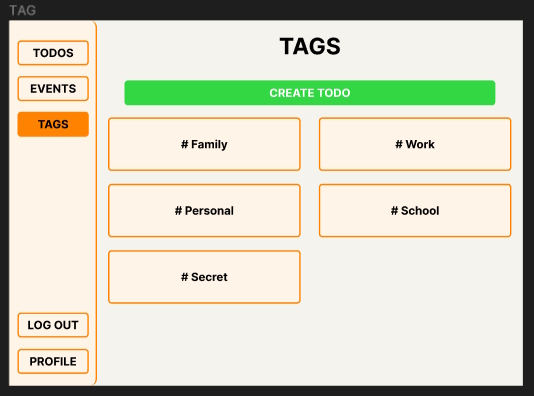 TAG
TODOS
EVENTS
TAGS
LOG OUT
PROFILE
TAGS
CREATE TODO
# Family
# Work
# Personal
# School
# Secret